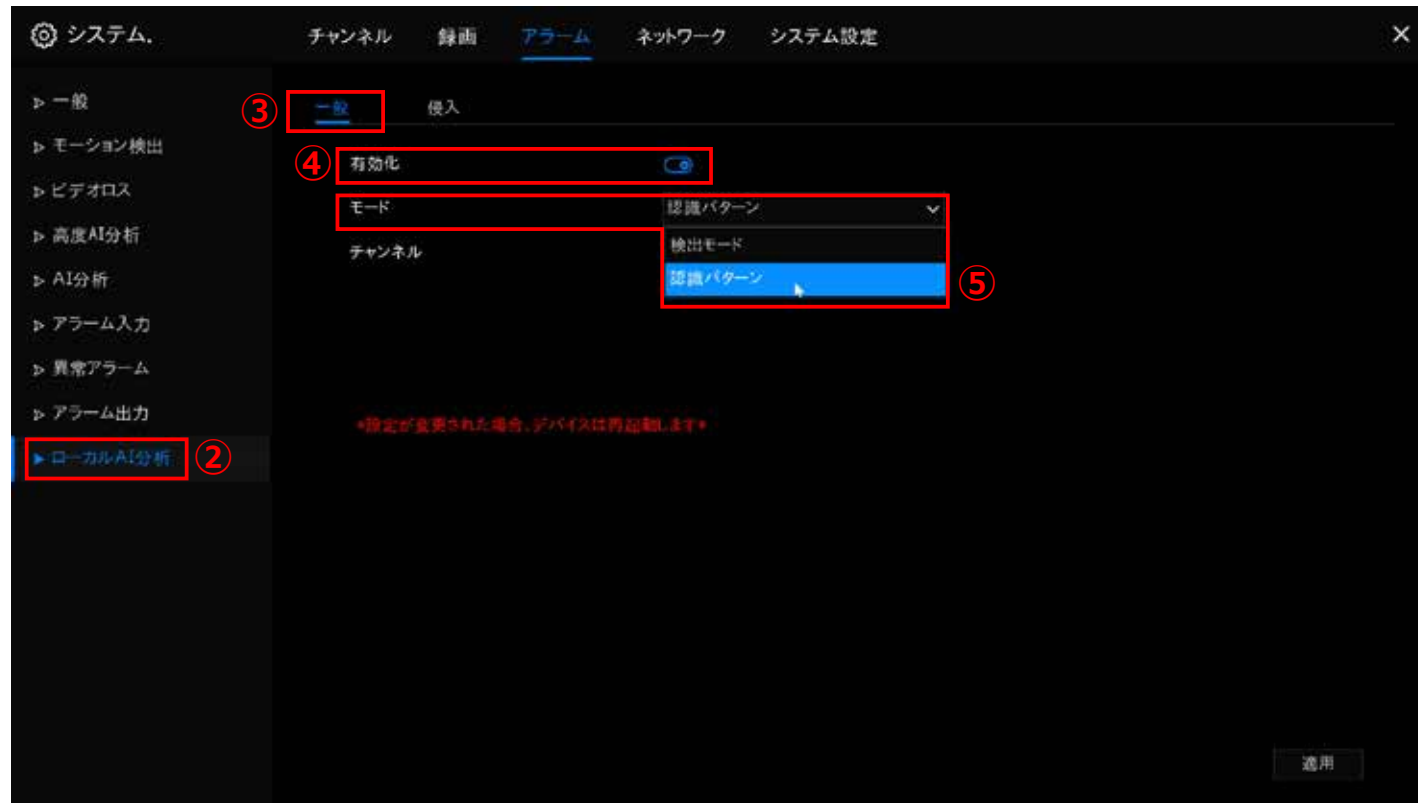 システム.
チャンネル 録画 アラーム ネットワーク システム設定 ×
一般
モーション検出
ビデオロス
高度AI分析
AI分析
アラーム入力
異常アラーム
アラーム出力
ローカルAI分析 ②
③ 一般 侵入
④ 有効化
モード 認識パターン
検出モード
認識パターン ⑤
チャンネル
*設定が変更された場合、デバイスは再起動します*
適用